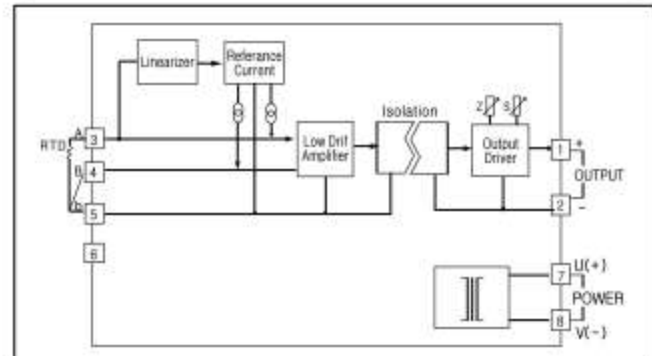 Linearizer
Referance
Current
Isolation
Z
S
A
3
RTD
B
4
5
6
Low Drif
Amplifier
Output
Driver
1
+
OUTPUT
2
-
7
U(+)
POWER
8
V(-)